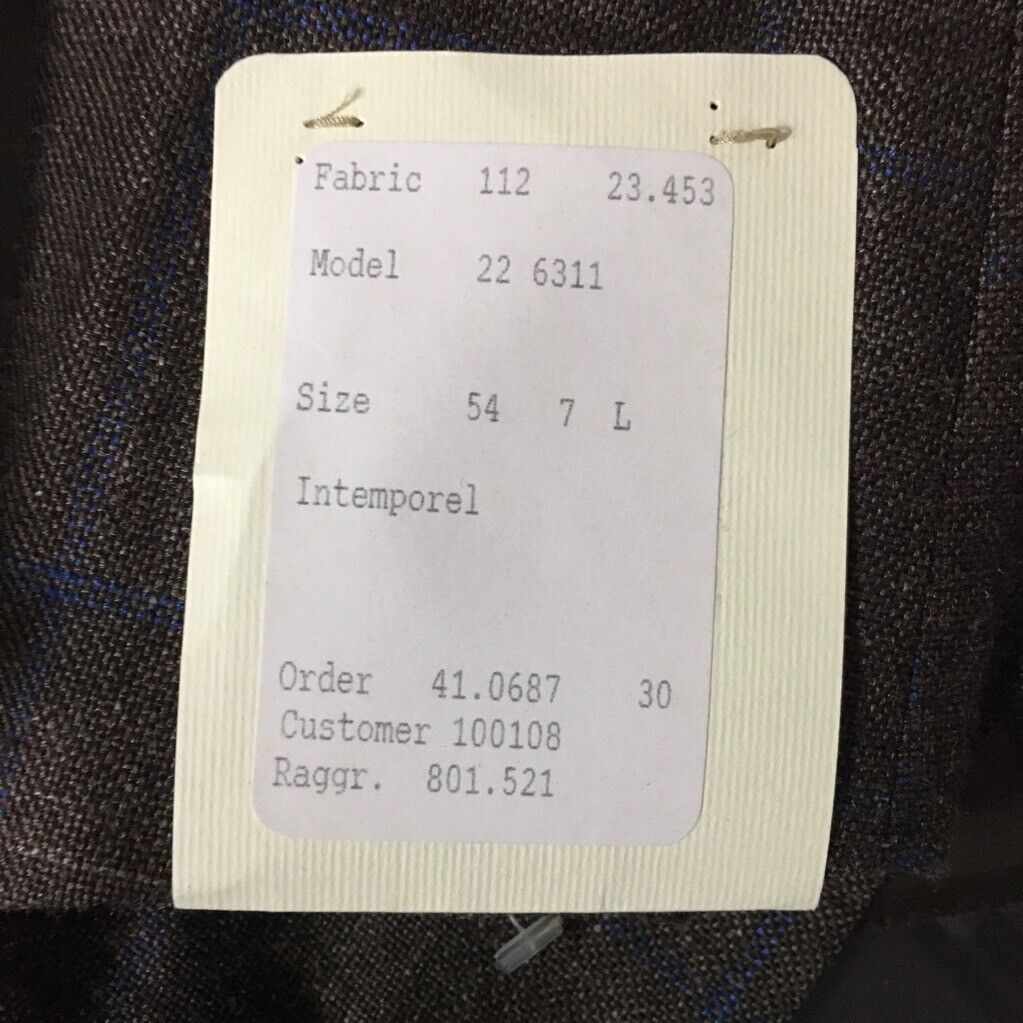 Fabric 112 23.453
Model 22 6311
Size 54 7 L
Intemporel
Order 41.0687 30
Customer 100108
Raggr. 801.521